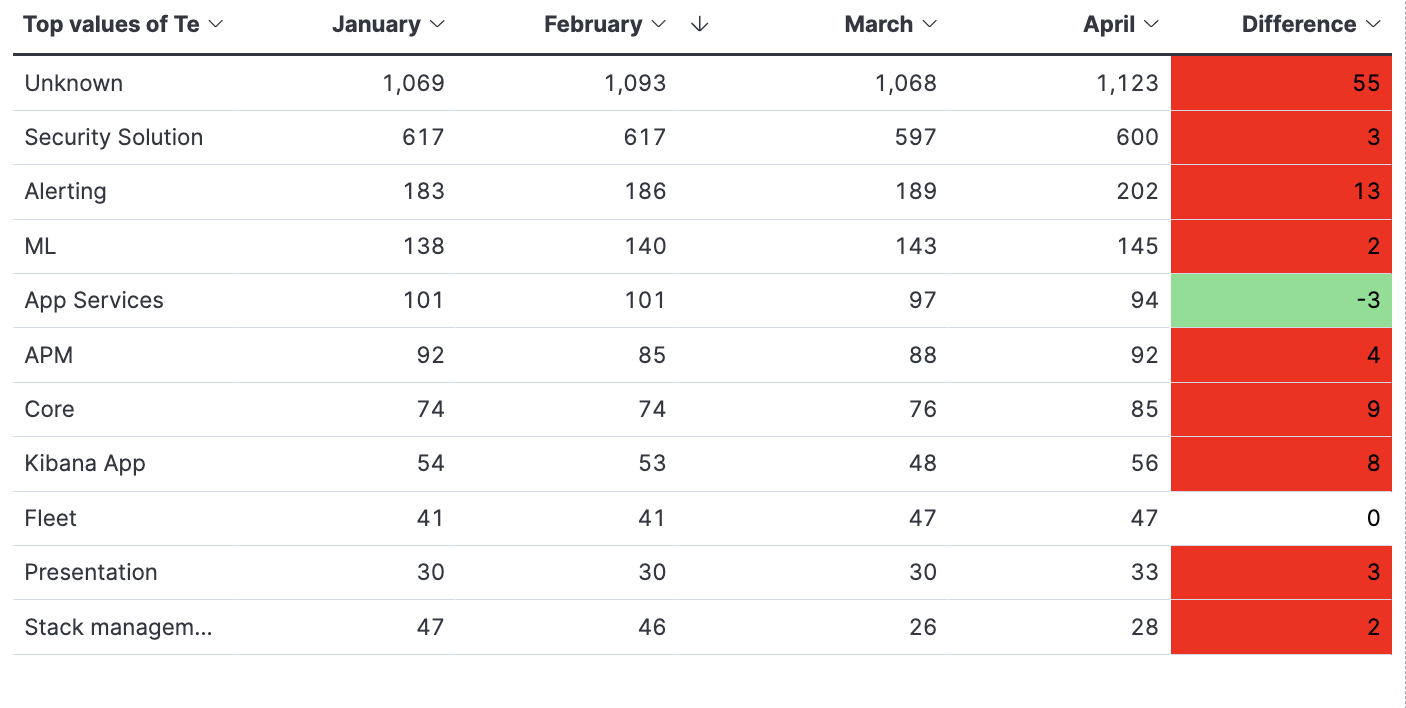 Top values of Te January February March April Difference
Unknown 1,069 1,093 1,068 1,123 55
Security Solution 617 617 597 600 3
Alerting 183 186 189 202 13
ML 138 140 143 145 2
App Services 101 101 97 94 -3
APM 92 85 88 92 4
Core 74 74 76 85 9
Kibana App 54 53 48 56 8
Fleet 41 41 47 47 0
Presentation 30 30 30 33 3
Stack managem... 47 46 26 28 2